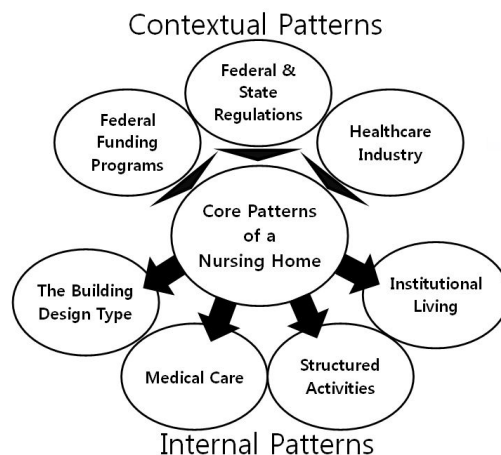 Contextual Patterns
Federal &
State
Regulations
Federal
Funding
Programs
Healthcare
Industry
Core Patterns
of a
Nursing Home
The Building
Design Type
Institutional
Living
Medical Care
Structured
Activities
Internal Patterns